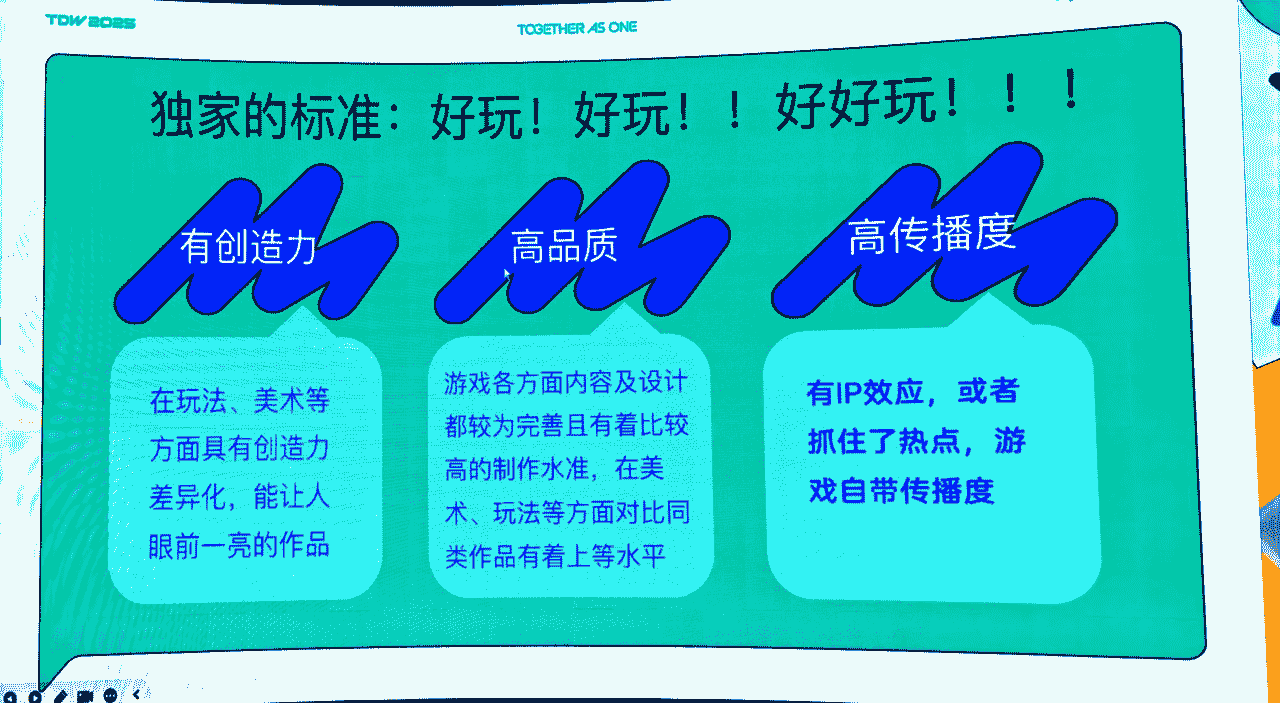 TDW 2025
TOGETHER AS ONE
独家的标准：好玩！好玩！！好好玩！！！
有创造力
高品质
高传播度
在玩法、美术等
方面具有创造力
差异化，能让人
眼前一亮的作品
游戏各方面内容及设计
都较为完善且有着比较
高的制作水准，在美
术、玩法等方面对比同
类作品有着上等水平
有IP效应，或者
抓住了热点，游
戏自带传播度